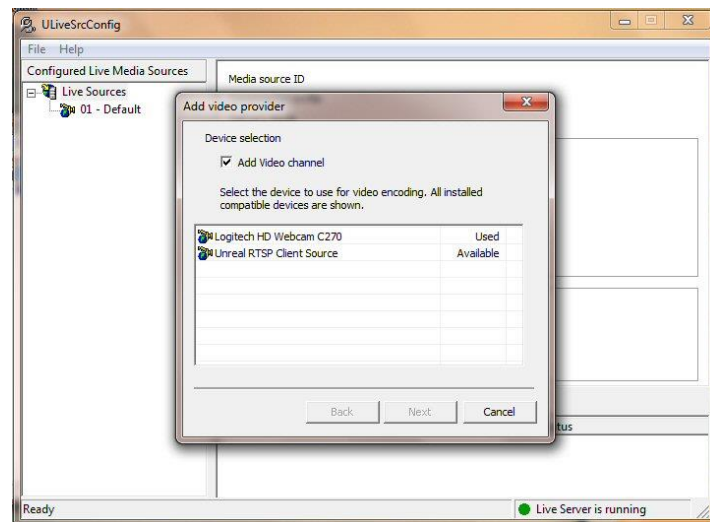 ULiveSrcConfig
File Help
Configured Live Media Sources
Live Sources
01 - Default
Media source ID
Add video provider
Device selection
Add Video channel
Select the device to use for video encoding. All installed
compatible devices are shown.
Logitech HD Webcam C270 Used
Unreal RTSP Client Source Available
Back Next Cancel
tus
Ready
Live Server is running